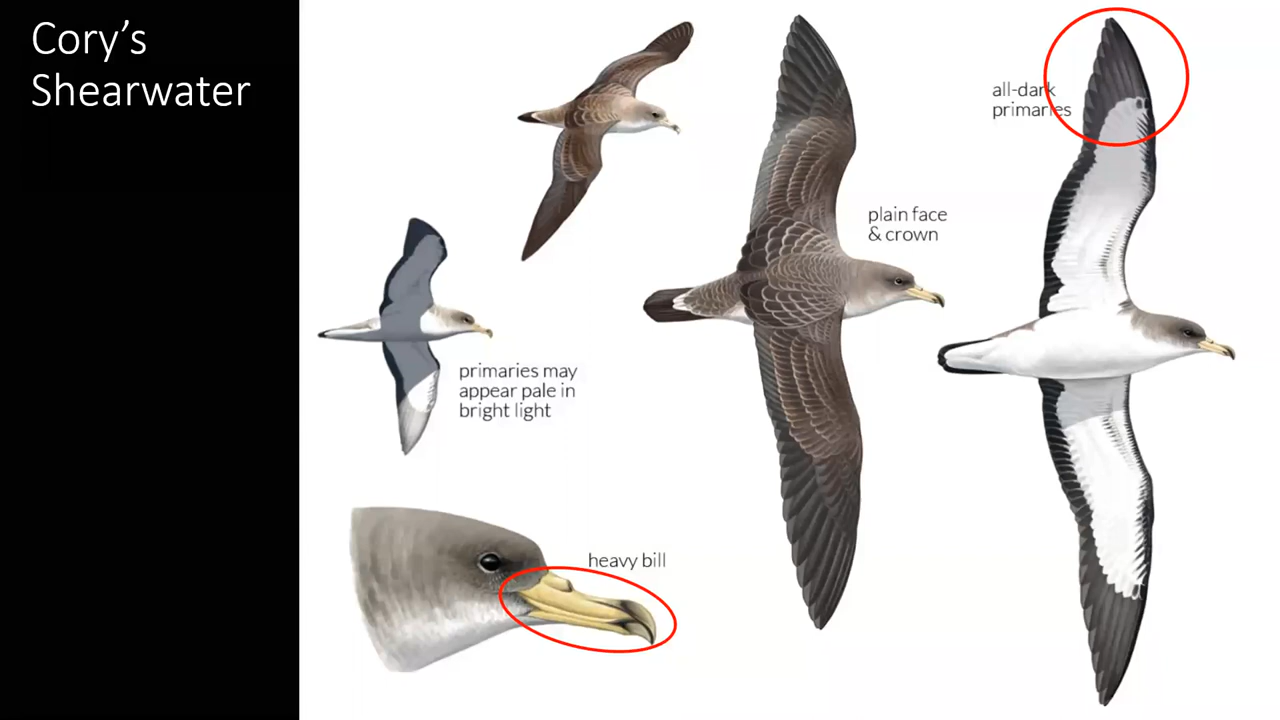 Cory’s
Shearwater
all-dark
primaries
plain face
& crown
primaries may
appear pale in
bright light
heavy bill